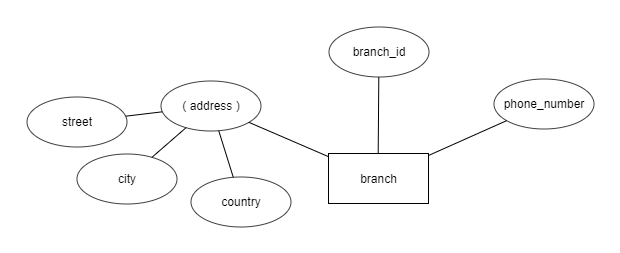 branch_id
( address )
phone_number
street
city
branch
country